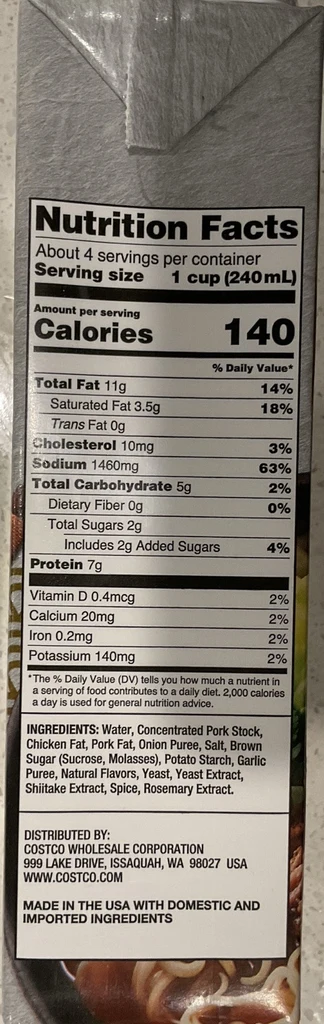 Nutrition Facts
About 4 servings per container
Serving size 1 cup (240mL)
Amount per serving
Calories 140
% Daily Value*
Total Fat 11g 14%
Saturated Fat 3.5g 18%
Trans Fat 0g
Cholesterol 10mg 3%
Sodium 1460mg 63%
Total Carbohydrate 5g 2%
Dietary Fiber 0g 0%
Total Sugars 2g
Includes 2g Added Sugars 4%
Protein 7g
Vitamin D 0.4mcg 2%
Calcium 20mg 2%
Iron 0.2mg 2%
Potassium 140mg 2%
*The % Daily Value (DV) tells you how much a nutrient in
a serving of food contributes to a daily diet. 2,000 calories
a day is used for general nutrition advice.
INGREDIENTS: Water, Concentrated Pork Stock,
Chicken Fat, Pork Fat, Onion Puree, Salt, Brown
Sugar (Sucrose, Molasses), Potato Starch, Garlic
Puree, Natural Flavors, Yeast, Yeast Extract,
Shiitake Extract, Spice, Rosemary Extract.
DISTRIBUTED BY:
COSTCO WHOLESALE CORPORATION
999 LAKE DRIVE, ISSAQUAH, WA 98027 USA
WWW.COSTCO.COM
MADE IN THE USA WITH DOMESTIC AND
IMPORTED INGREDIENTS